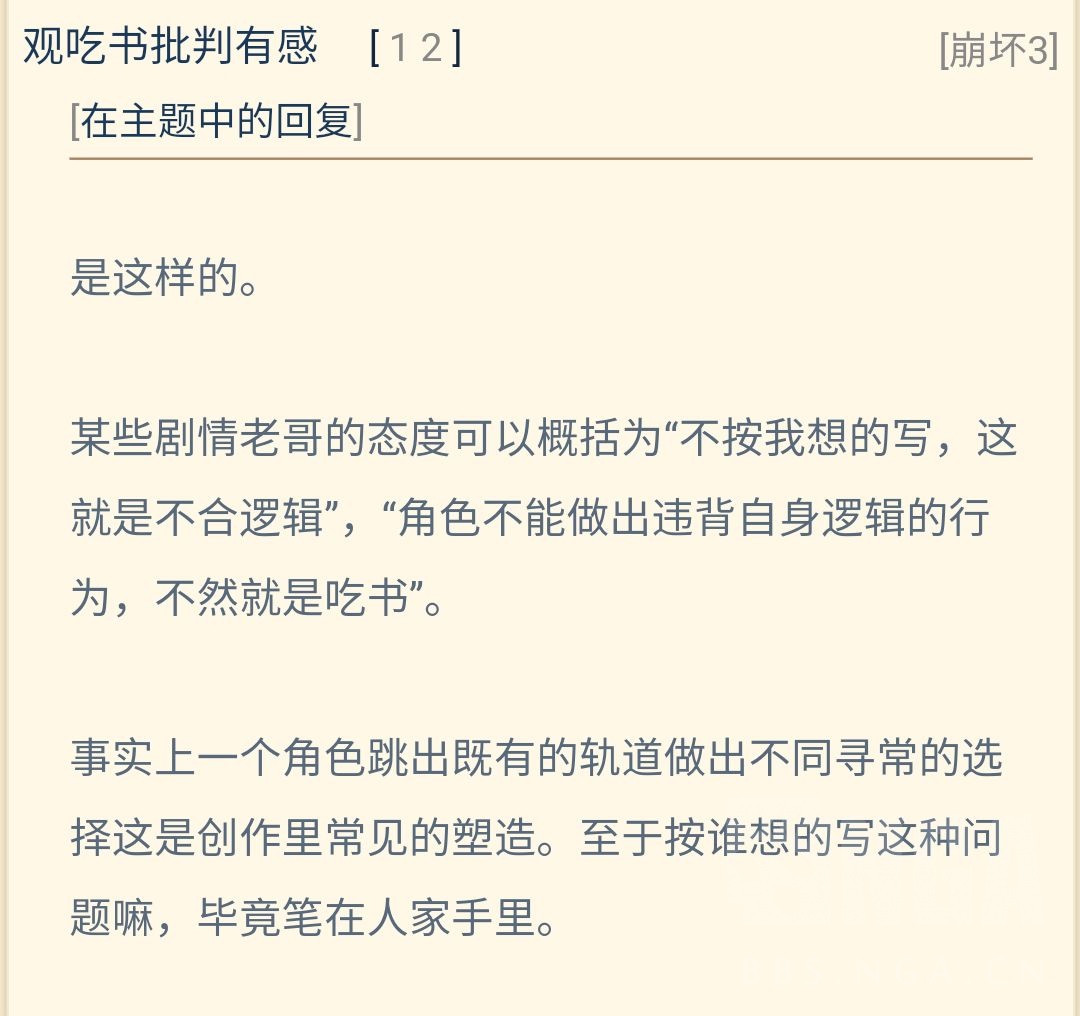 观吃书批判有感 [ 1 2 ] [崩坏3]
[在主题中的回复]
是这样的。
某些剧情老哥的态度可以概括为“不按我想的写，这
就是不合逻辑”，“角色不能做出违背自身逻辑的行
为，不然就是吃书”。
事实上一个角色跳出既有的轨道做出不同寻常的选
择这是创作里常见的塑造。至于按谁想的写这种问
题嘛，毕竟笔在人家手里。